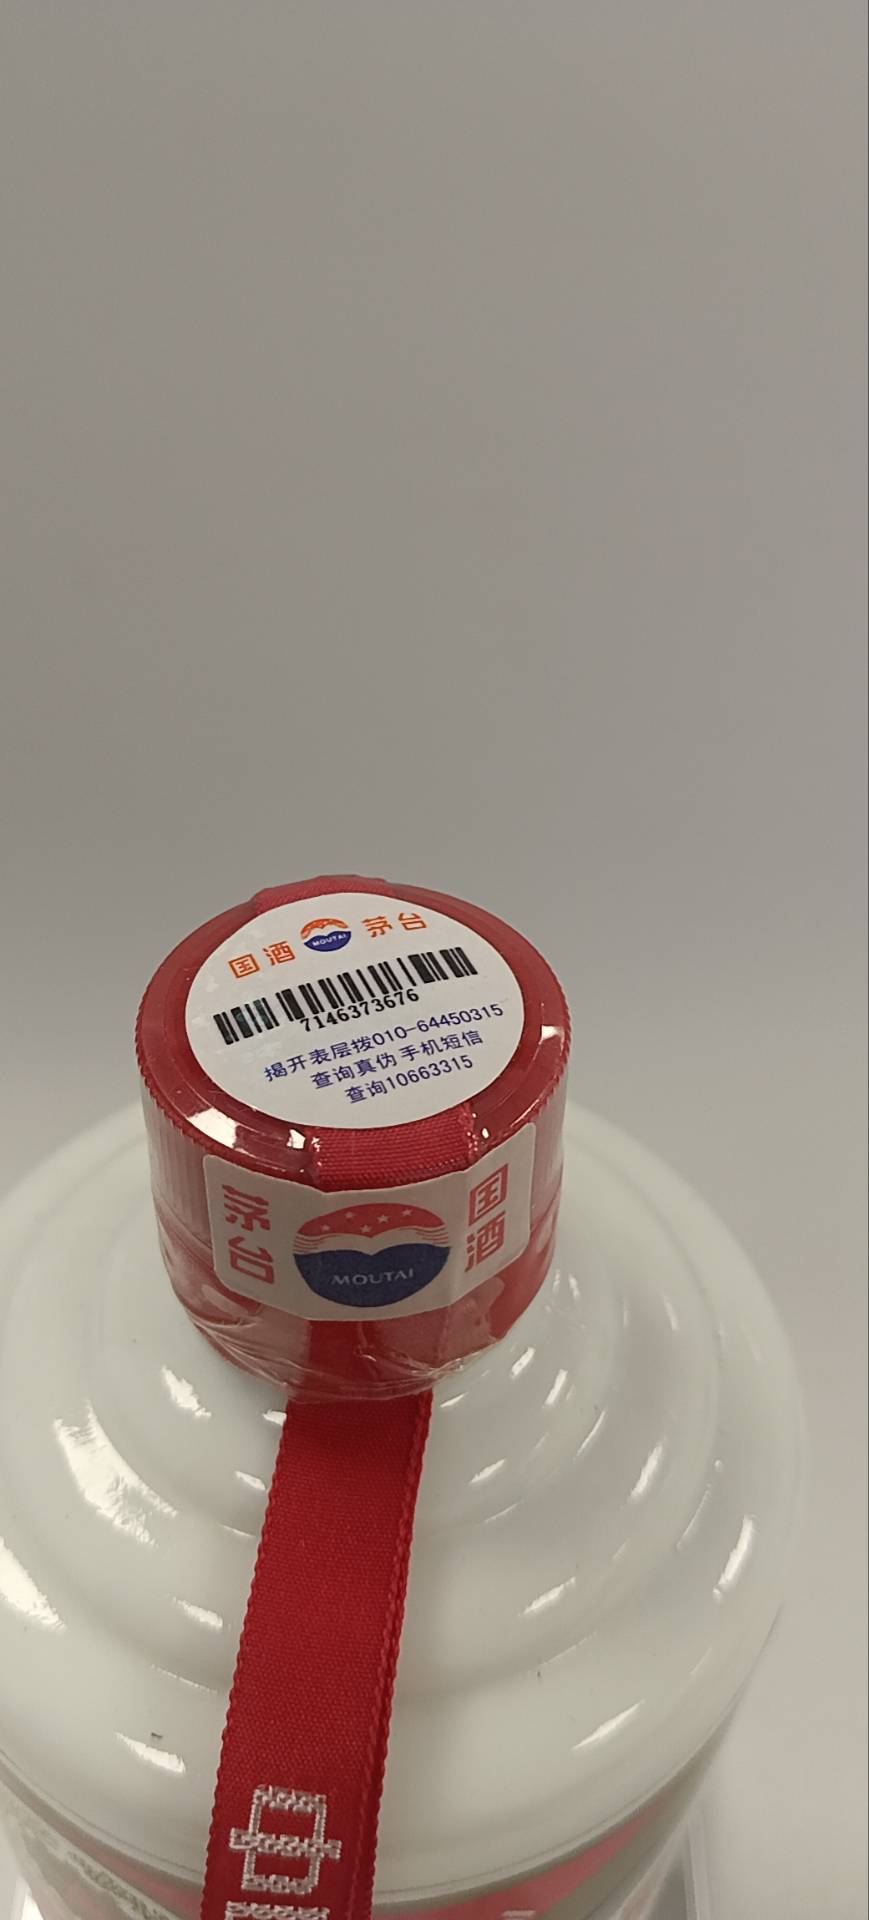 国酒 MOUTAI 茅台
7146373676
揭开表层拨010-64450315
查询真伪 手机短信
查询10663315
茅台 MOUTAI 国酒
中